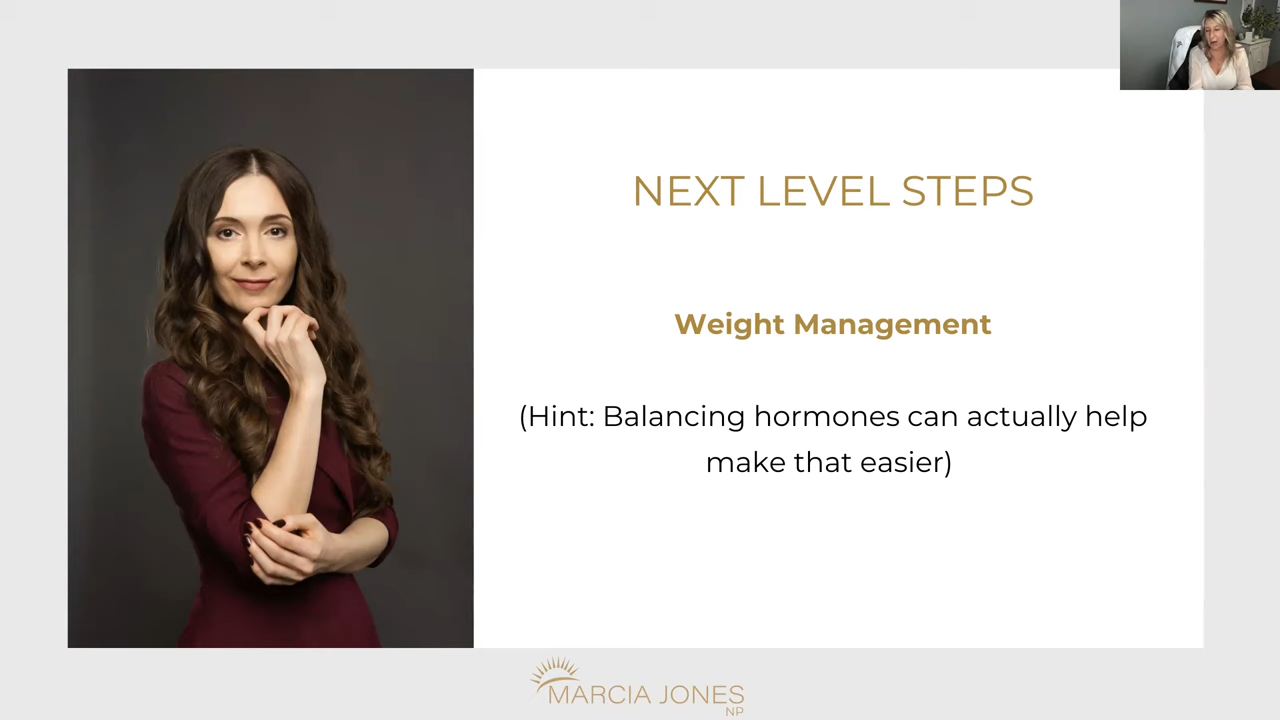 NEXT LEVEL STEPS
Weight Management
(Hint: Balancing hormones can actually help
make that easier)
MARCIA JONES
NP